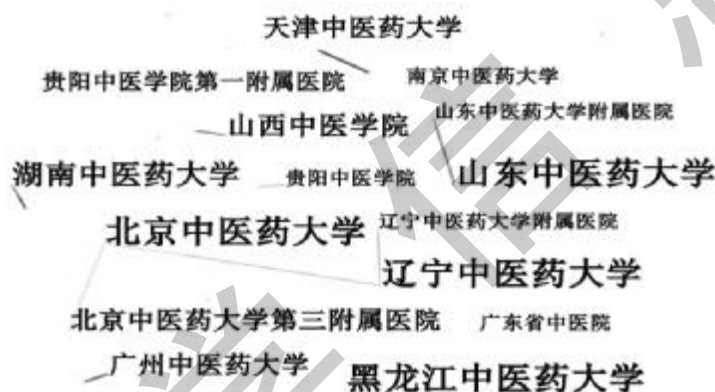 天津中医药大学
贵阳中医学院第一附属医院
南京中医药大学
山东中医药大学附属医院
山西中医学院
湖南中医药大学
贵阳中医学院
山东中医药大学
北京中医药大学
辽宁中医药大学附属医院
辽宁中医药大学
北京中医药大学第三附属医院
广东省中医院
广州中医药大学
黑龙江中医药大学